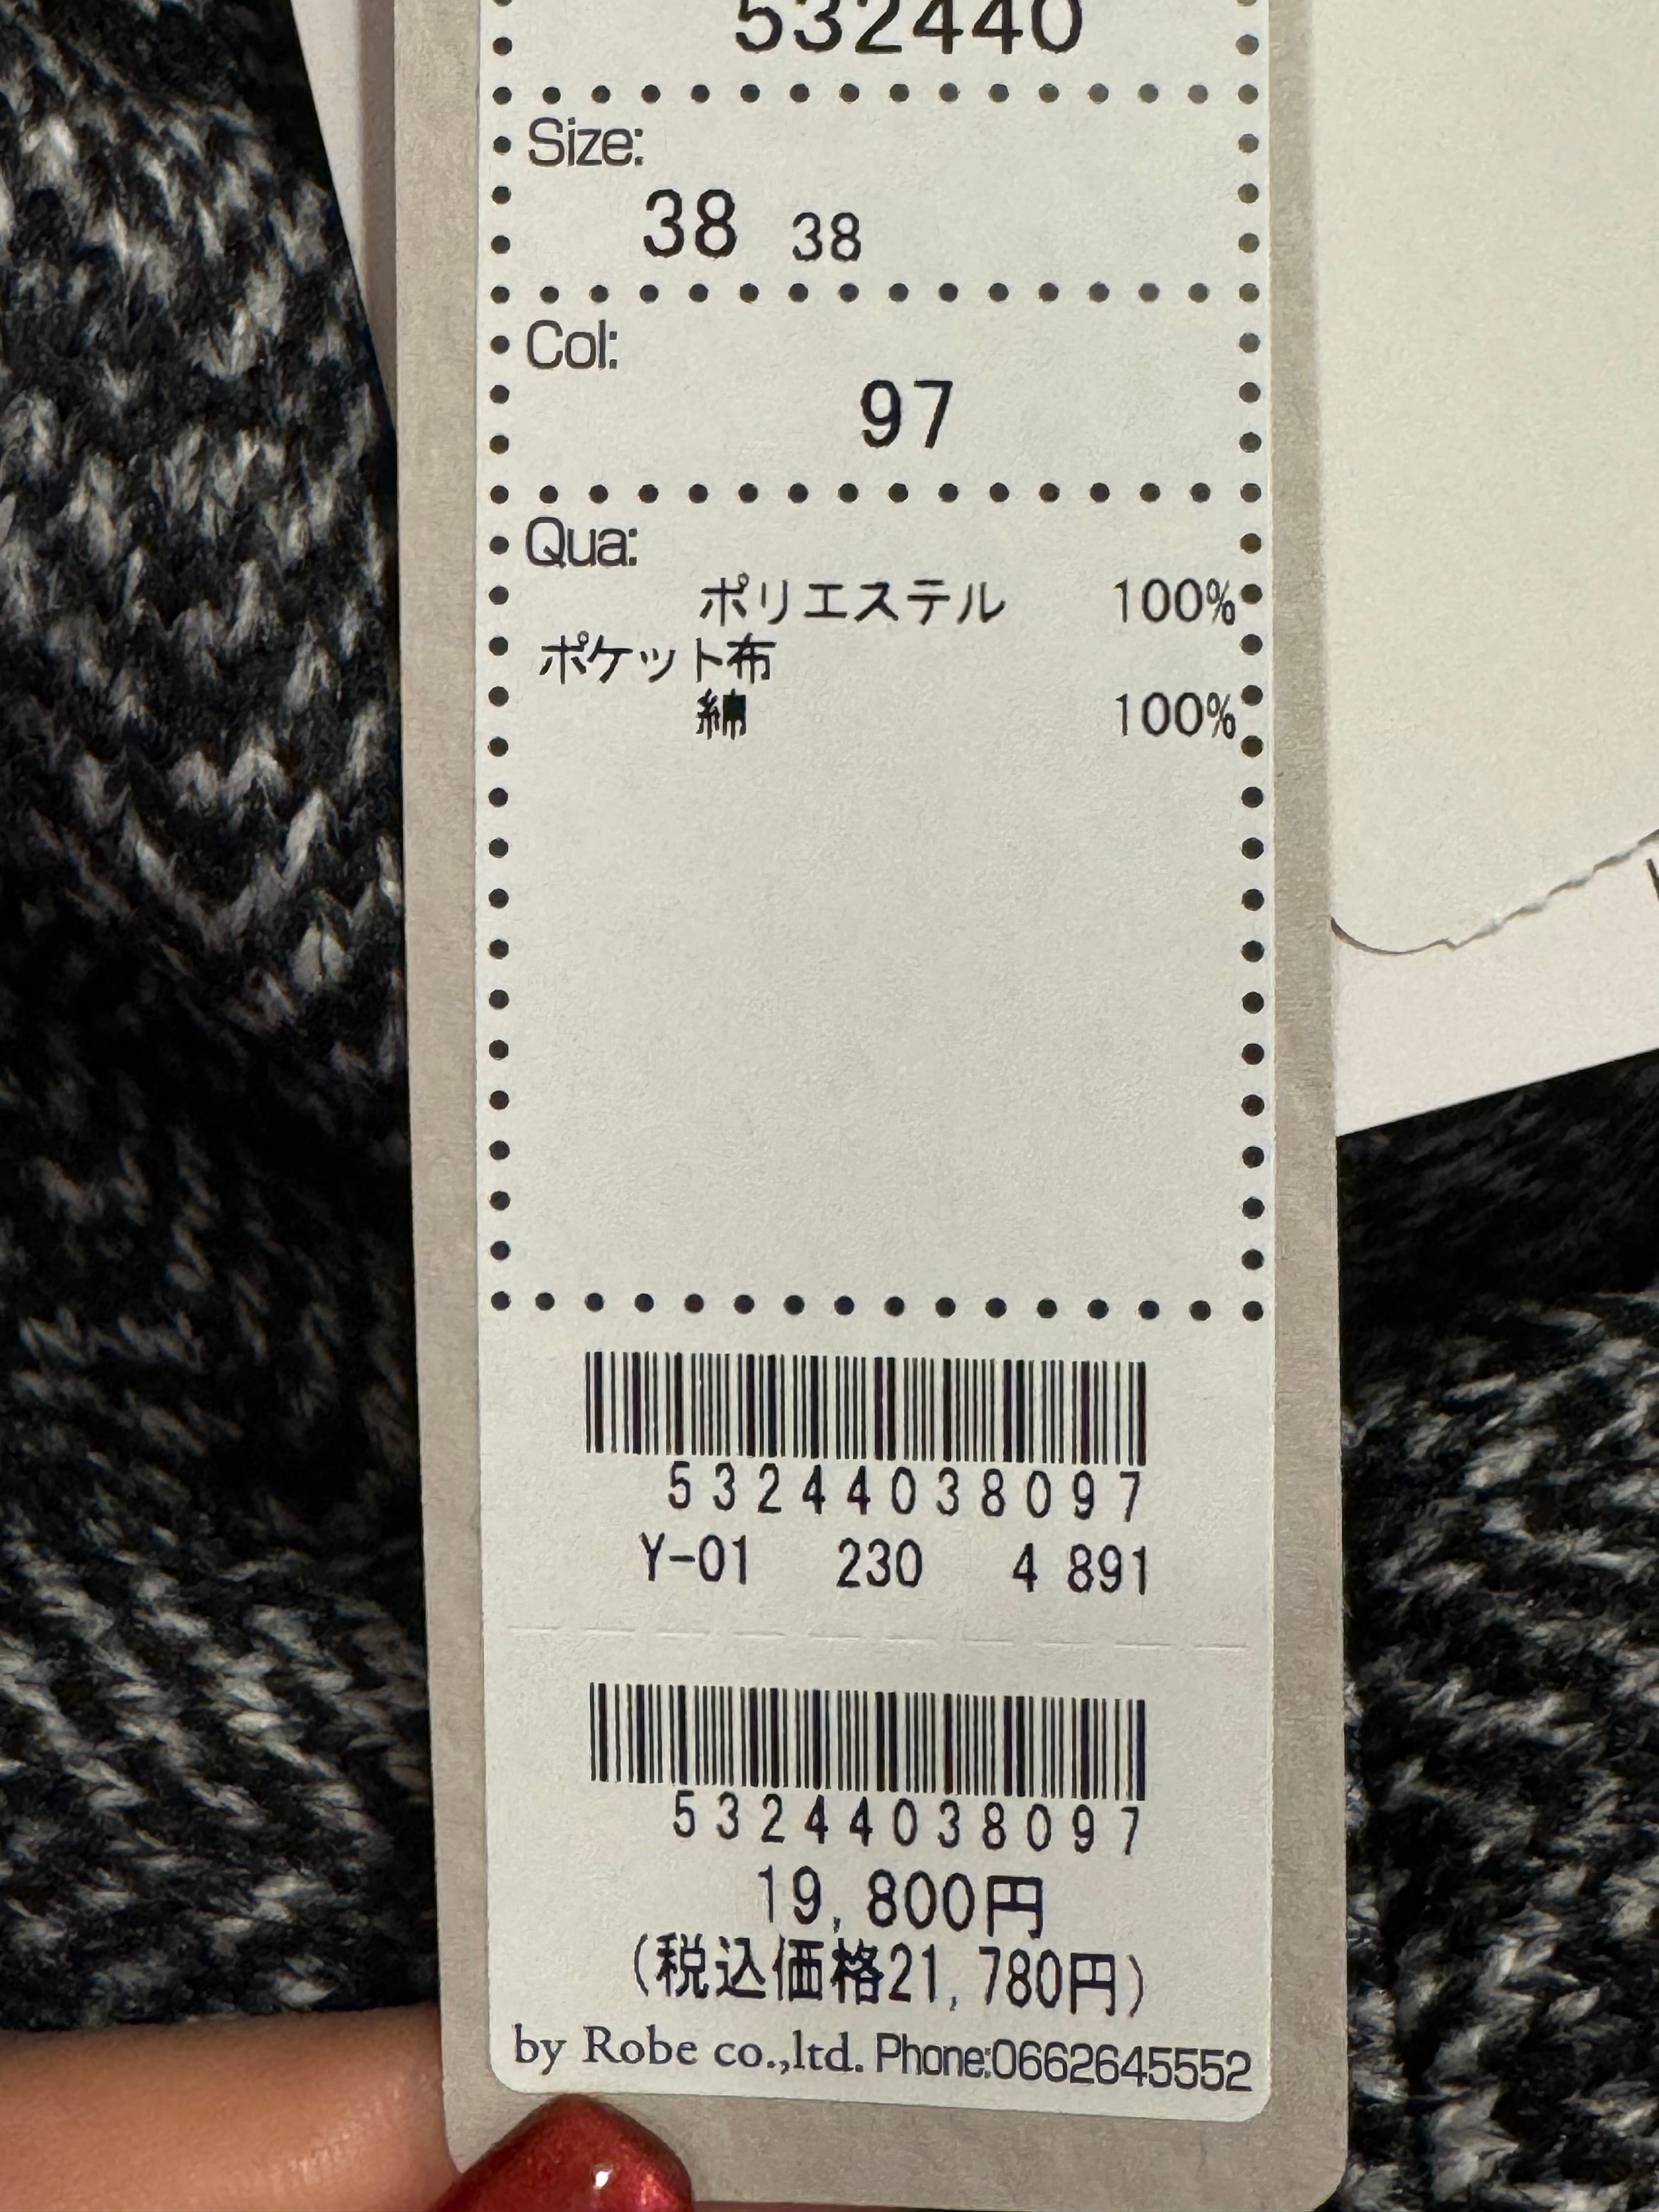 532440
Size:
38 38
Col:
97
Qua:
ポリエステル 100%
ポケット布
綿 100%
53244038097
Y-01 230 4 891
53244038097
19,800円
(税込価格21,780円)
by Robe co.,ltd. Phone:0662645552